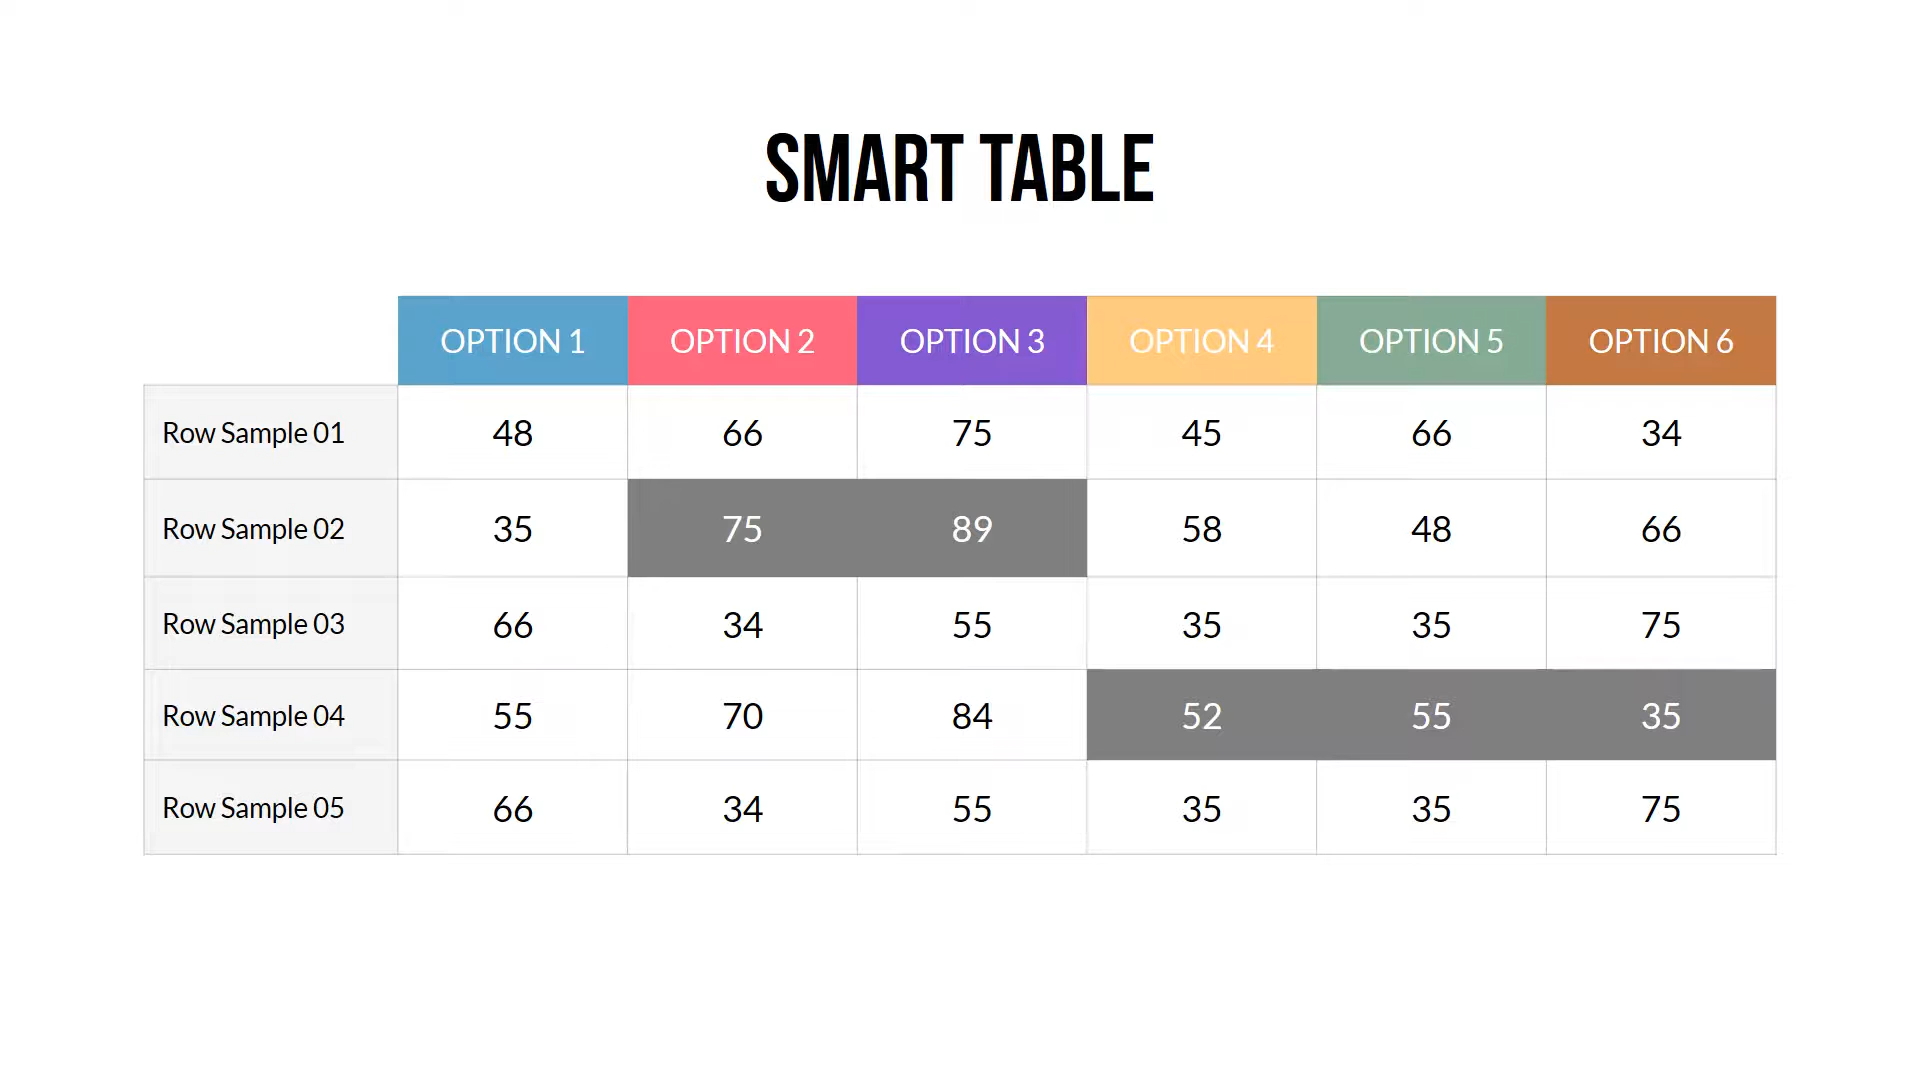 SMART TABLE
OPTION 1 OPTION 2 OPTION 3 OPTION 4 OPTION 5 OPTION 6
Row Sample 01 48 66 75 45 66 34
Row Sample 02 35 75 89 58 48 66
Row Sample 03 66 34 55 35 35 75
Row Sample 04 55 70 84 52 55 35
Row Sample 05 66 34 55 35 35 75